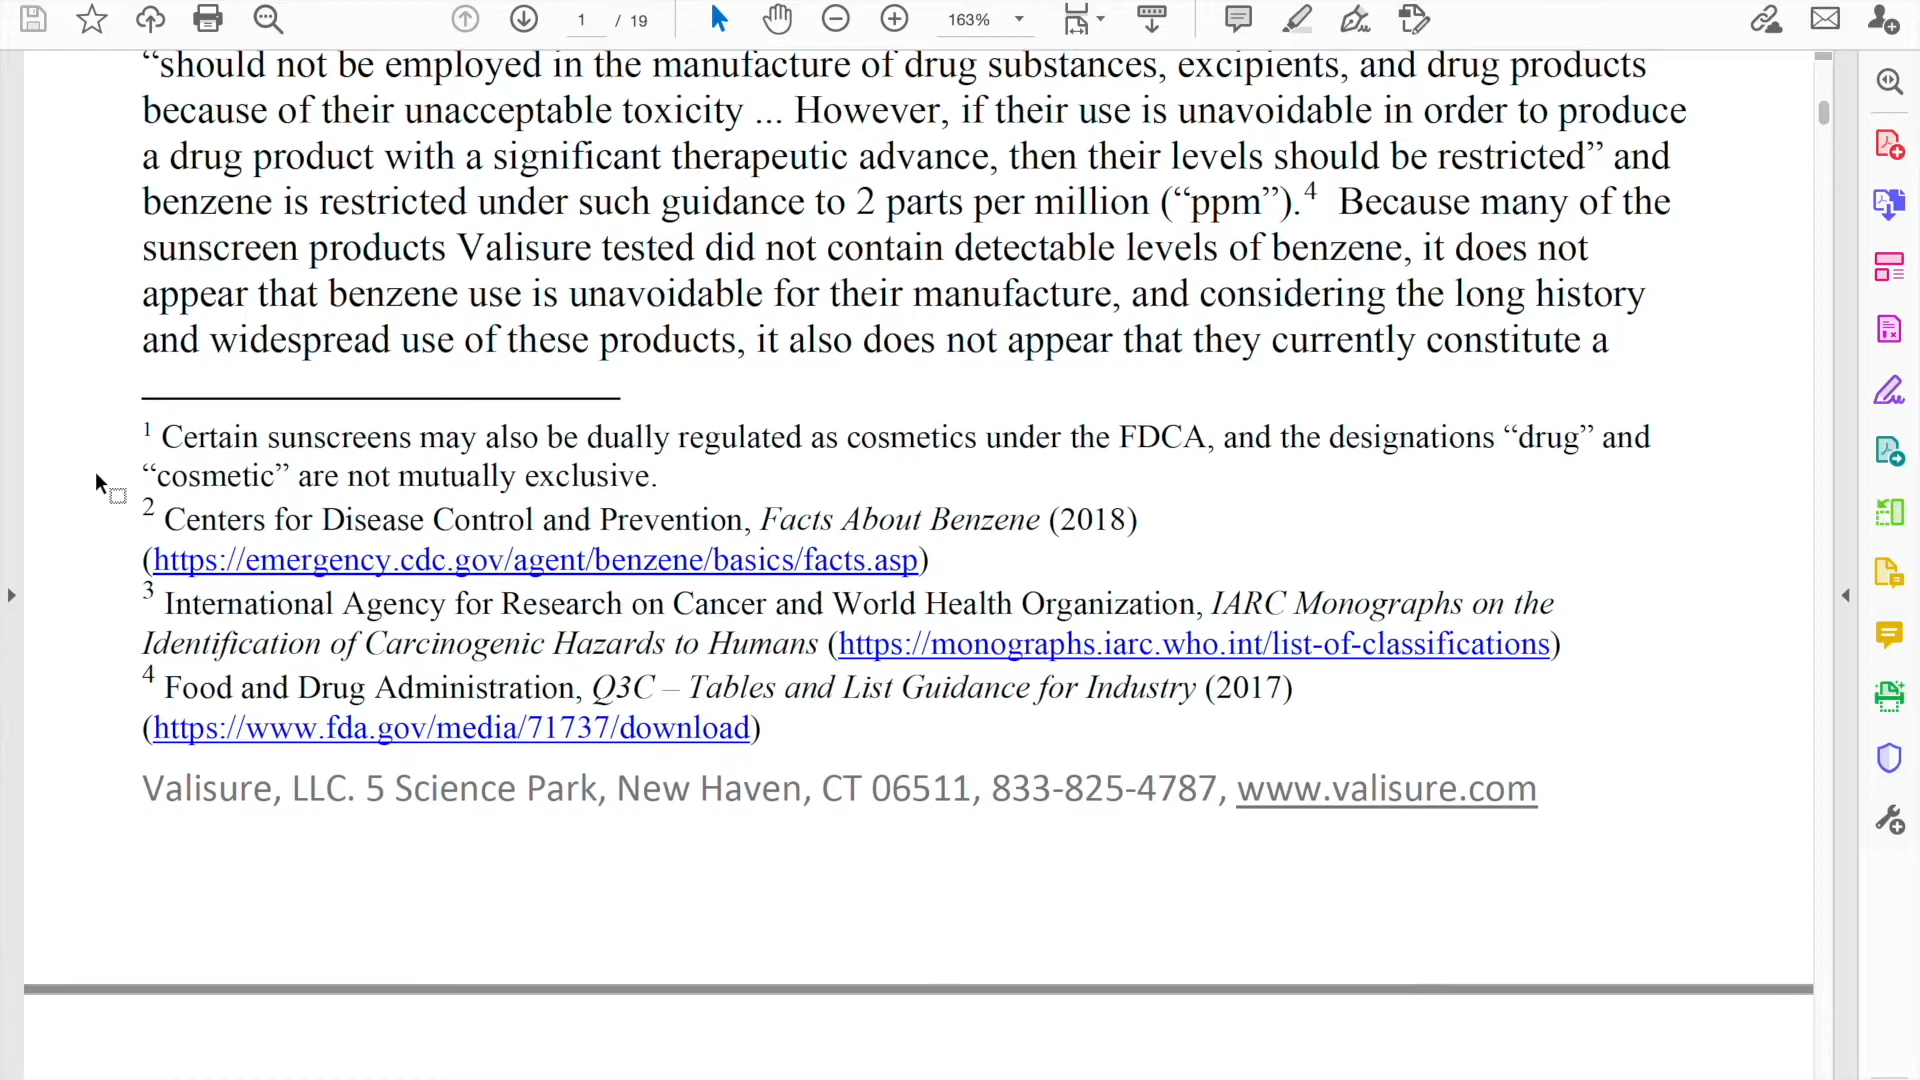 1 / 19
163%
“should not be employed in the manufacture of drug substances, excipients, and drug products
because of their unacceptable toxicity ... However, if their use is unavoidable in order to produce
a drug product with a significant therapeutic advance, then their levels should be restricted” and
benzene is restricted under such guidance to 2 parts per million (“ppm”).4 Because many of the
sunscreen products Valisure tested did not contain detectable levels of benzene, it does not
appear that benzene use is unavoidable for their manufacture, and considering the long history
and widespread use of these products, it also does not appear that they currently constitute a
1 Certain sunscreens may also be dually regulated as cosmetics under the FDCA, and the designations “drug” and
“cosmetic” are not mutually exclusive.
2 Centers for Disease Control and Prevention, Facts About Benzene (2018)
(https://emergency.cdc.gov/agent/benzene/basics/facts.asp)
3 International Agency for Research on Cancer and World Health Organization, IARC Monographs on the
Identification of Carcinogenic Hazards to Humans (https://monographs.iarc.who.int/list-of-classifications)
4 Food and Drug Administration, Q3C – Tables and List Guidance for Industry (2017)
(https://www.fda.gov/media/71737/download)
Valisure, LLC. 5 Science Park, New Haven, CT 06511, 833-825-4787, www.valisure.com